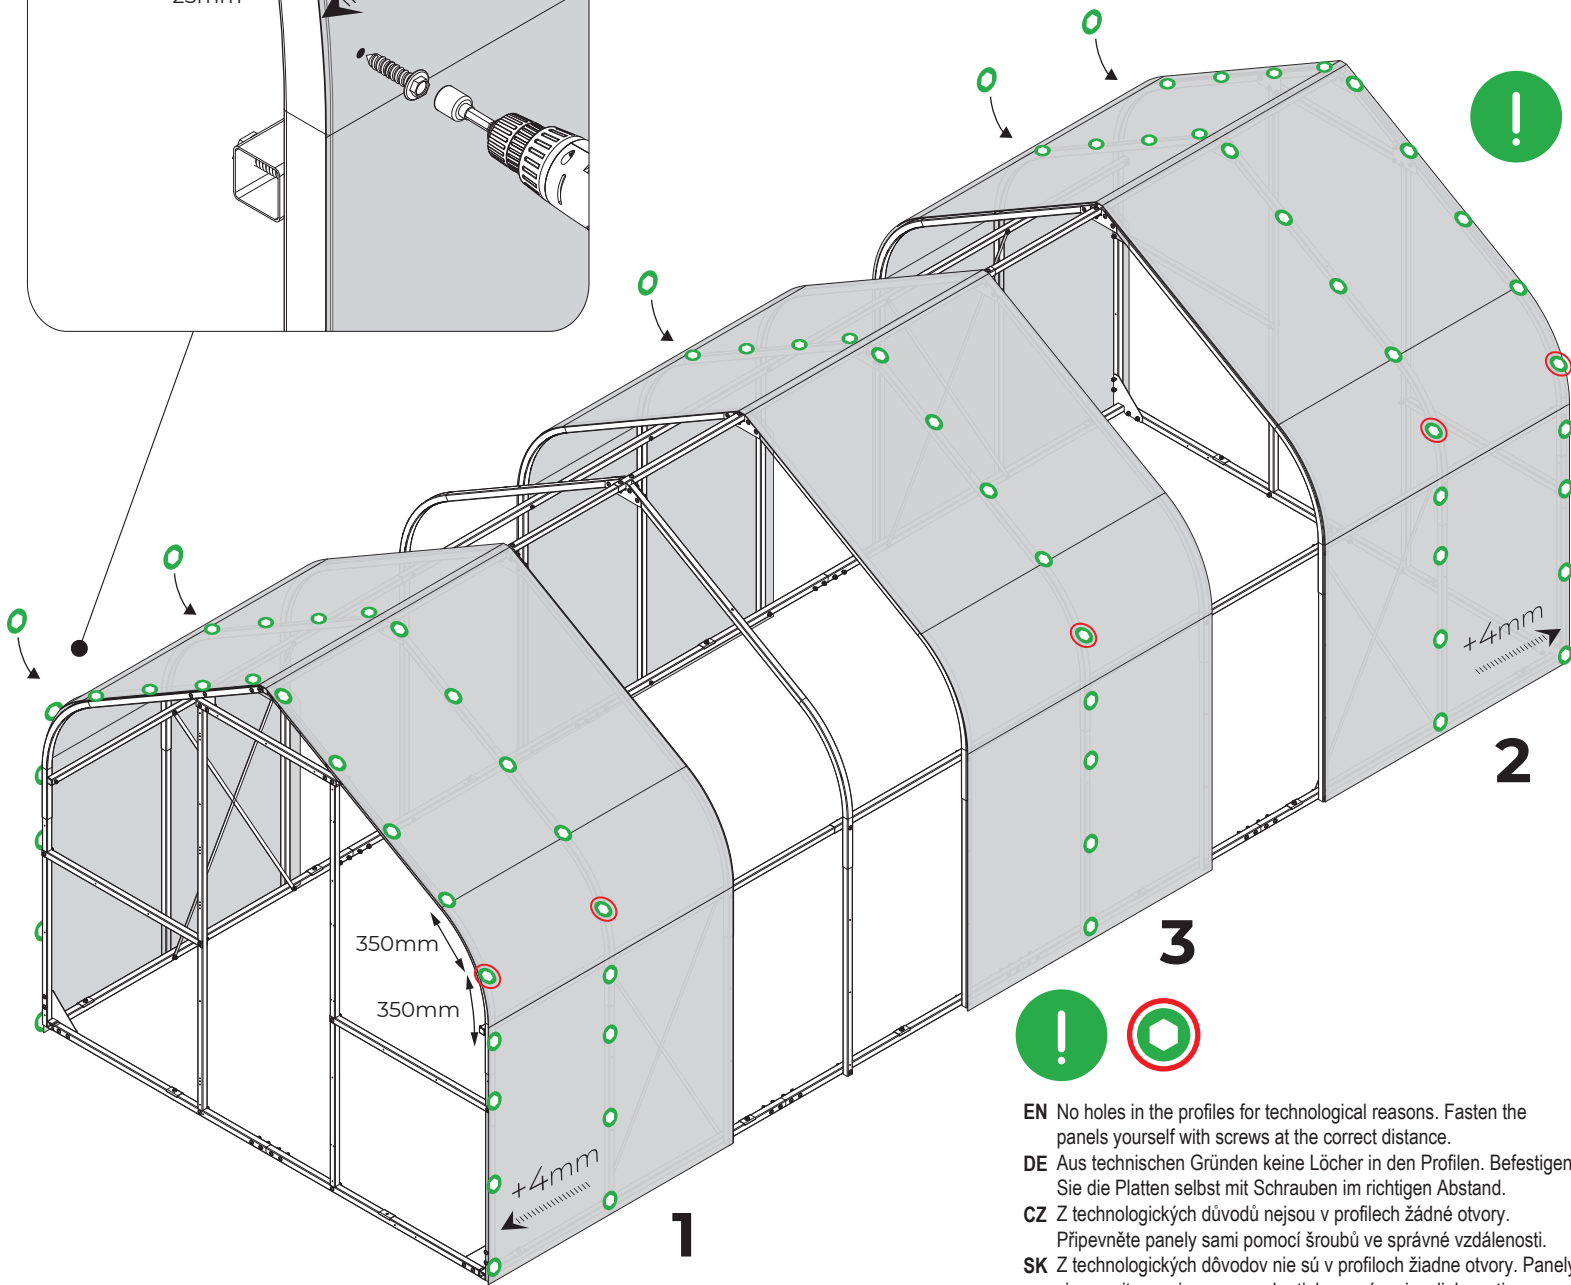 25mm
350mm
350mm
+4mm
1
+4mm
2
3
EN No holes in the profiles for technological reasons. Fasten the
panels yourself with screws at the correct distance.
DE Aus technischen Gründen keine Löcher in den Profilen. Befestigen
Sie die Platten selbst mit Schrauben im richtigen Abstand.
CZ Z technologických důvodů nejsou v profilech žádné otvory.
Připevněte panely sami pomocí šroubů ve správné vzdálenosti.
SK Z technologických dôvodov nie sú v profiloch žiadne otvory. Panely